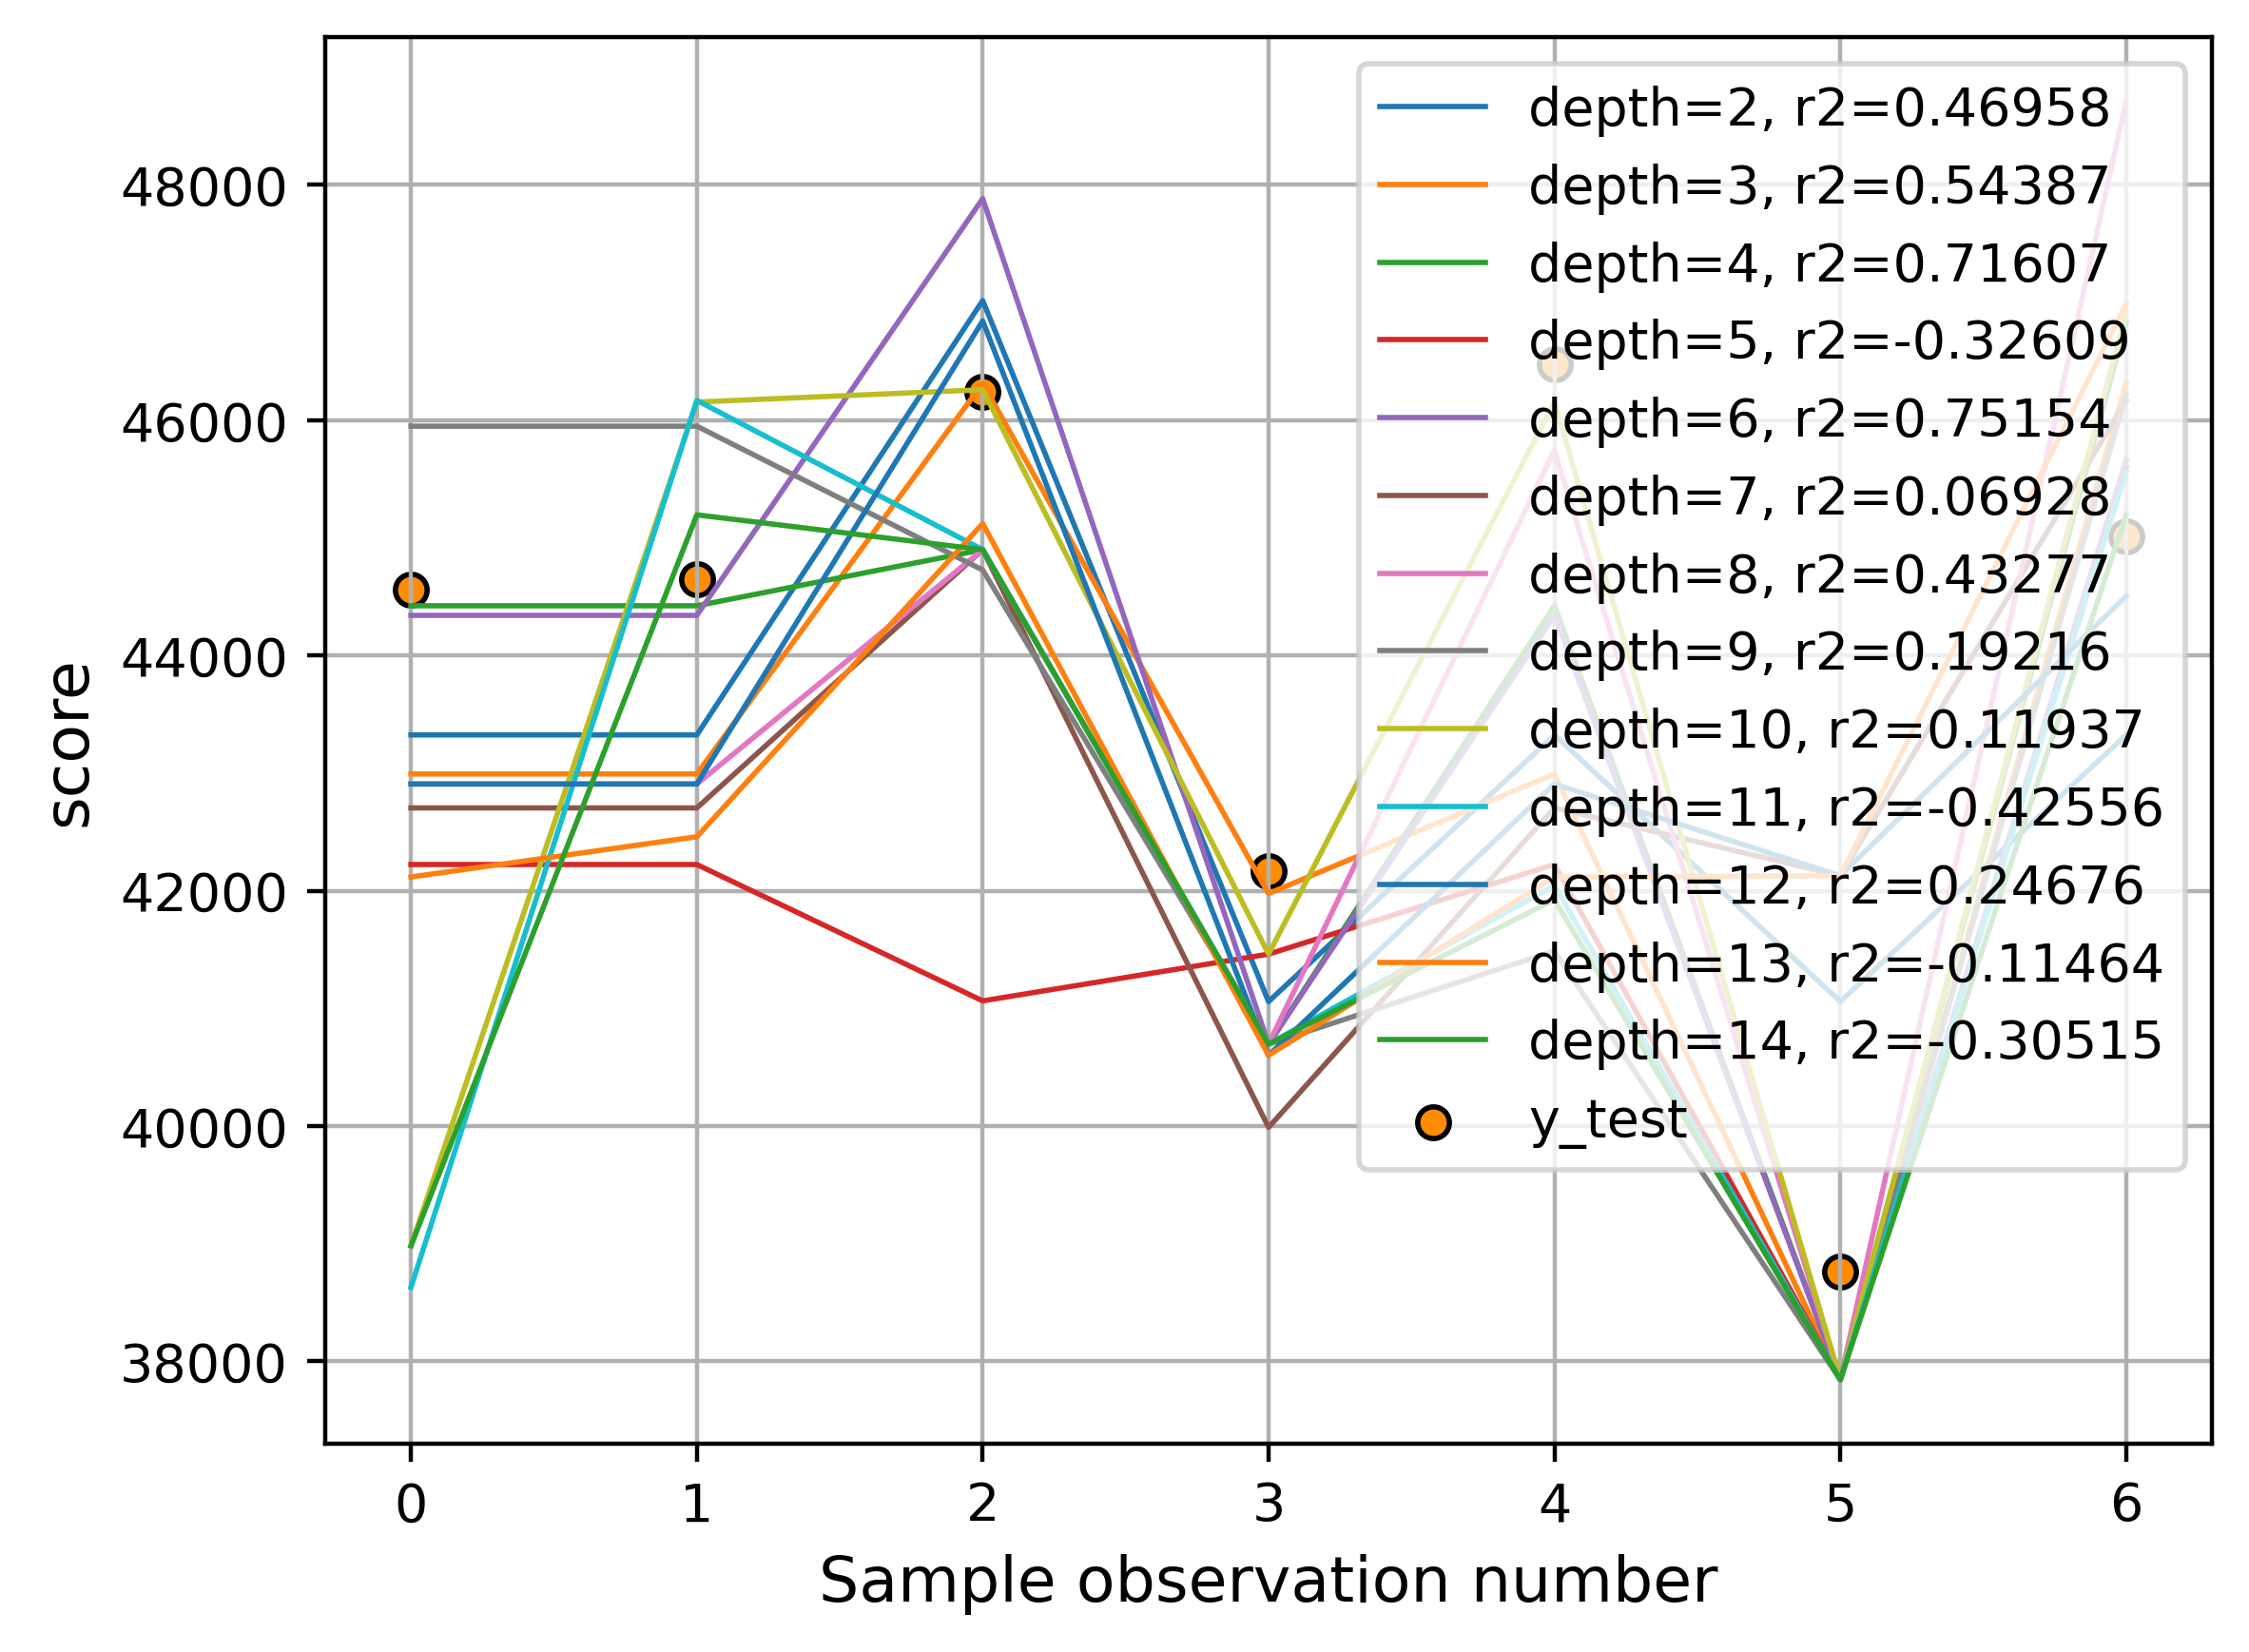 48000
46000
44000
42000
40000
38000
score
0 1 2 3 4 5 6
Sample observation number
depth=2, r2=0.46958
depth=3, r2=0.54387
depth=4, r2=0.71607
depth=5, r2=-0.32609
depth=6, r2=0.75154
depth=7, r2=0.06928
depth=8, r2=0.43277
depth=9, r2=0.19216
depth=10, r2=0.11937
depth=11, r2=-0.42556
depth=12, r2=0.24676
depth=13, r2=-0.11464
depth=14, r2=-0.30515
y_test